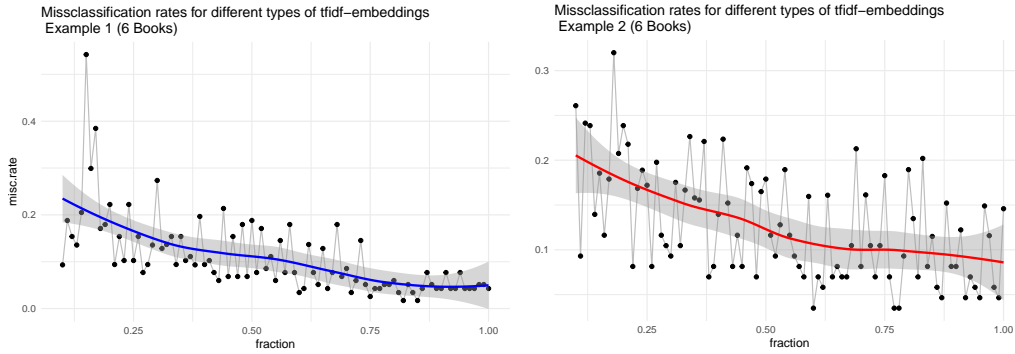 Missclassification rates for different types of tfidf−embeddings
Example 1 (6 Books)
misc.rate
0.4
0.2
0.0
0.25
0.50
0.75
1.00
fraction
Missclassification rates for different types of tfidf−embeddings
Example 2 (6 Books)
0.3
0.2
0.1
0.25
0.50
0.75
1.00
fraction